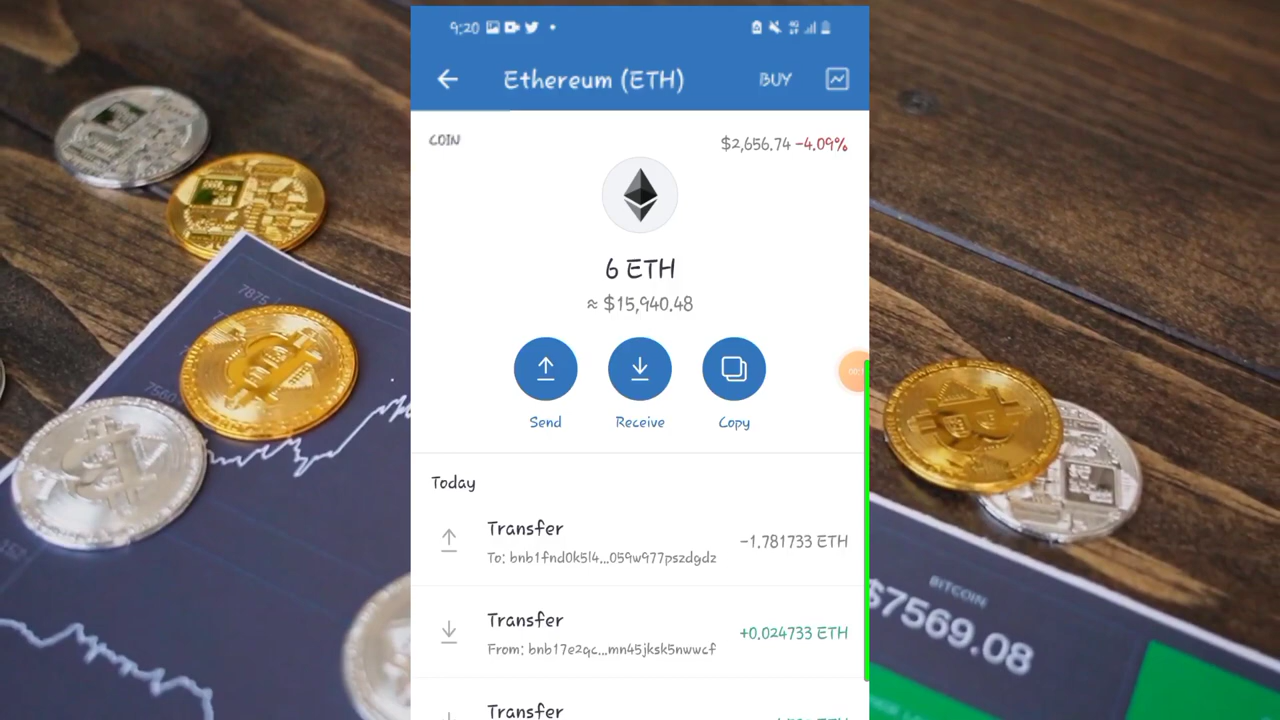 9:20
Ethereum (ETH)
BUY
COIN
$2,656.74 -4.09%
6 ETH
≈ $15,940.48
Send
Receive
Copy
Today
Transfer
-1.781733 ETH
To: bnb1fnd0k5l4...059w977pszdgdz
Transfer
+0.024733 ETH
From: bnb17e2qc...mn45jksk5nwwcf
Transfer
7875
7560
BITCOIN
$7569.08